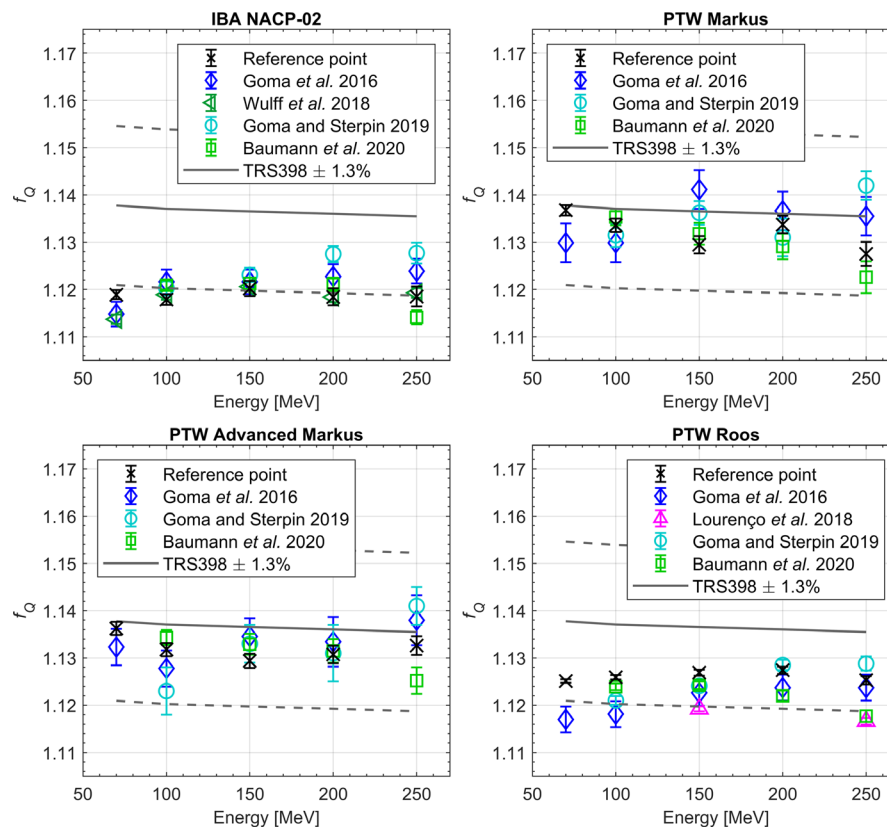 IBA NACP-02
1.17
1.16
1.15
1.14
1.13
1.12
1.11
f_Q
50
100
150
200
250
Energy [MeV]
Reference point
Goma et al. 2016
Wulff et al. 2018
Goma and Sterpin 2019
Baumann et al. 2020
TRS398 ± 1.3%
PTW Markus
1.17
1.16
1.15
1.14
1.13
1.12
1.11
f_Q
50
100
150
200
250
Energy [MeV]
Reference point
Goma et al. 2016
Goma and Sterpin 2019
Baumann et al. 2020
TRS398 ± 1.3%
PTW Advanced Markus
1.17
1.16
1.15
1.14
1.13
1.12
1.11
f_Q
50
100
150
200
250
Energy [MeV]
Reference point
Goma et al. 2016
Goma and Sterpin 2019
Baumann et al. 2020
TRS398 ± 1.3%
PTW Roos
1.17
1.16
1.15
1.14
1.13
1.12
1.11
f_Q
50
100
150
200
250
Energy [MeV]
Reference point
Goma et al. 2016
Lourenço et al. 2018
Goma and Sterpin 2019
Baumann et al. 2020
TRS398 ± 1.3%